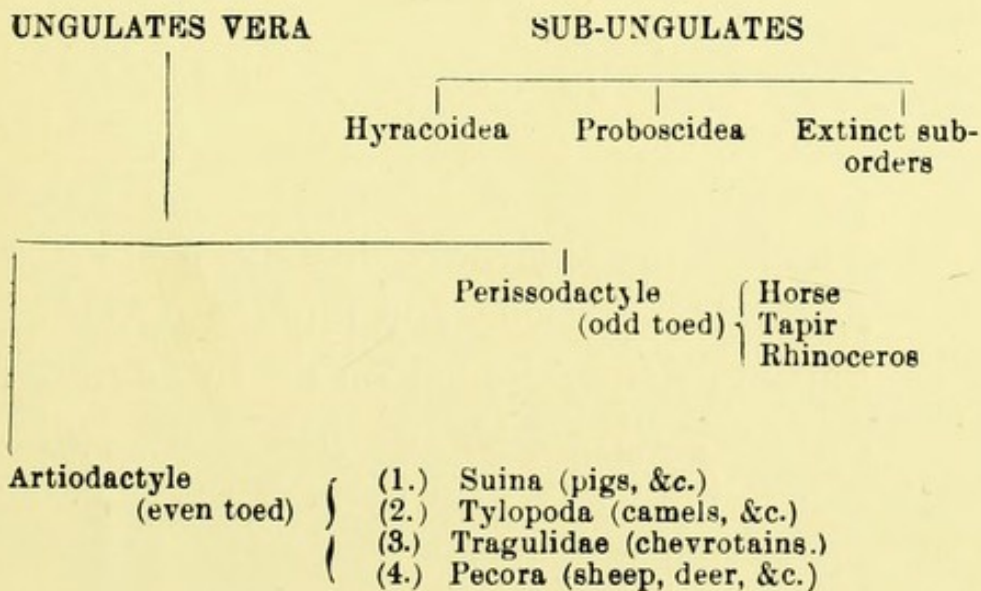 UNGULATES VERA SUB-UNGULATES
Hyracoidea Proboscidea Extinct sub-
orders
Perissodactyle Horse
(odd toed) Tapir
Rhinoceros
Artiodactyle (1.) Suina (pigs, &c.)
(even toed) (2.) Tylopoda (camels, &c.)
(3.) Tragulidae (chevrotains.)
(4.) Pecora (sheep, deer, &c.)